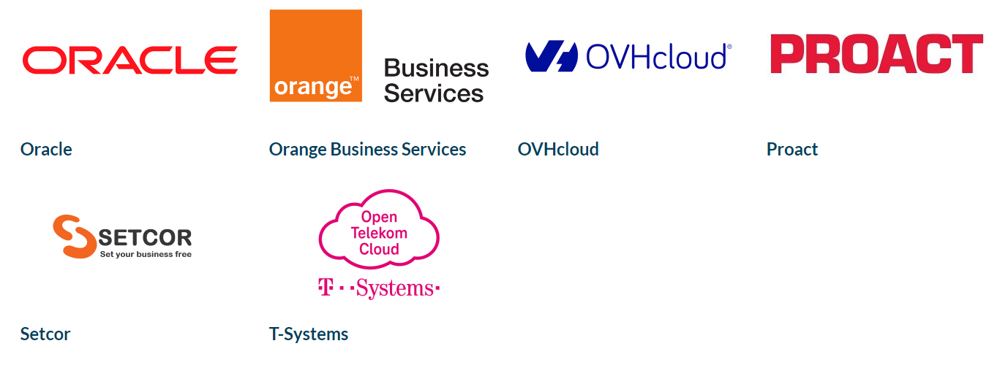 ORACLE
orange™
Business
Services
OVHcloud®
PROACT
Oracle
Orange Business Services
OVHcloud
Proact
SETCOR
Set your business free
Open
Telekom
Cloud
T··Systems·
Setcor
T-Systems